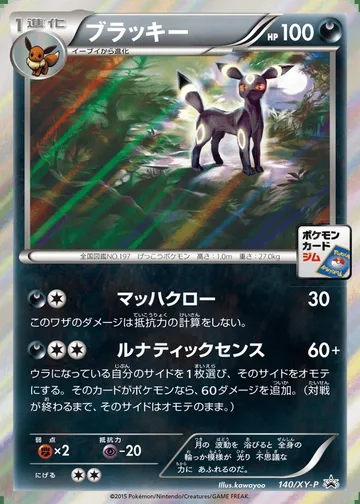 1進化
ブラッキー
HP100
イーブイから進化
ポケモン
カード
ジム
全国図鑑NO.197 げっこうポケモン 高さ：1.0m 重さ：27.0kg
マッハクロー 30
このワザのダメージは抵抗力の計算をしない。
ルナティックセンス 60+
ウラになっている自分のサイドを1枚選び、そのサイドをオモテにする。そのカードがポケモンなら、60ダメージを追加。（対戦が終わるまで、そのサイドはオモテのまま。）
弱点 抵抗力
×2 -20
にげる
月の 波動を 浴びると 全身の
輪っか模様が 光り 不思議な
力に あふれるのだ。
Illus.kawayoo 140/XY-P
©2015 Pokémon/Nintendo/Creatures/GAME FREAK.